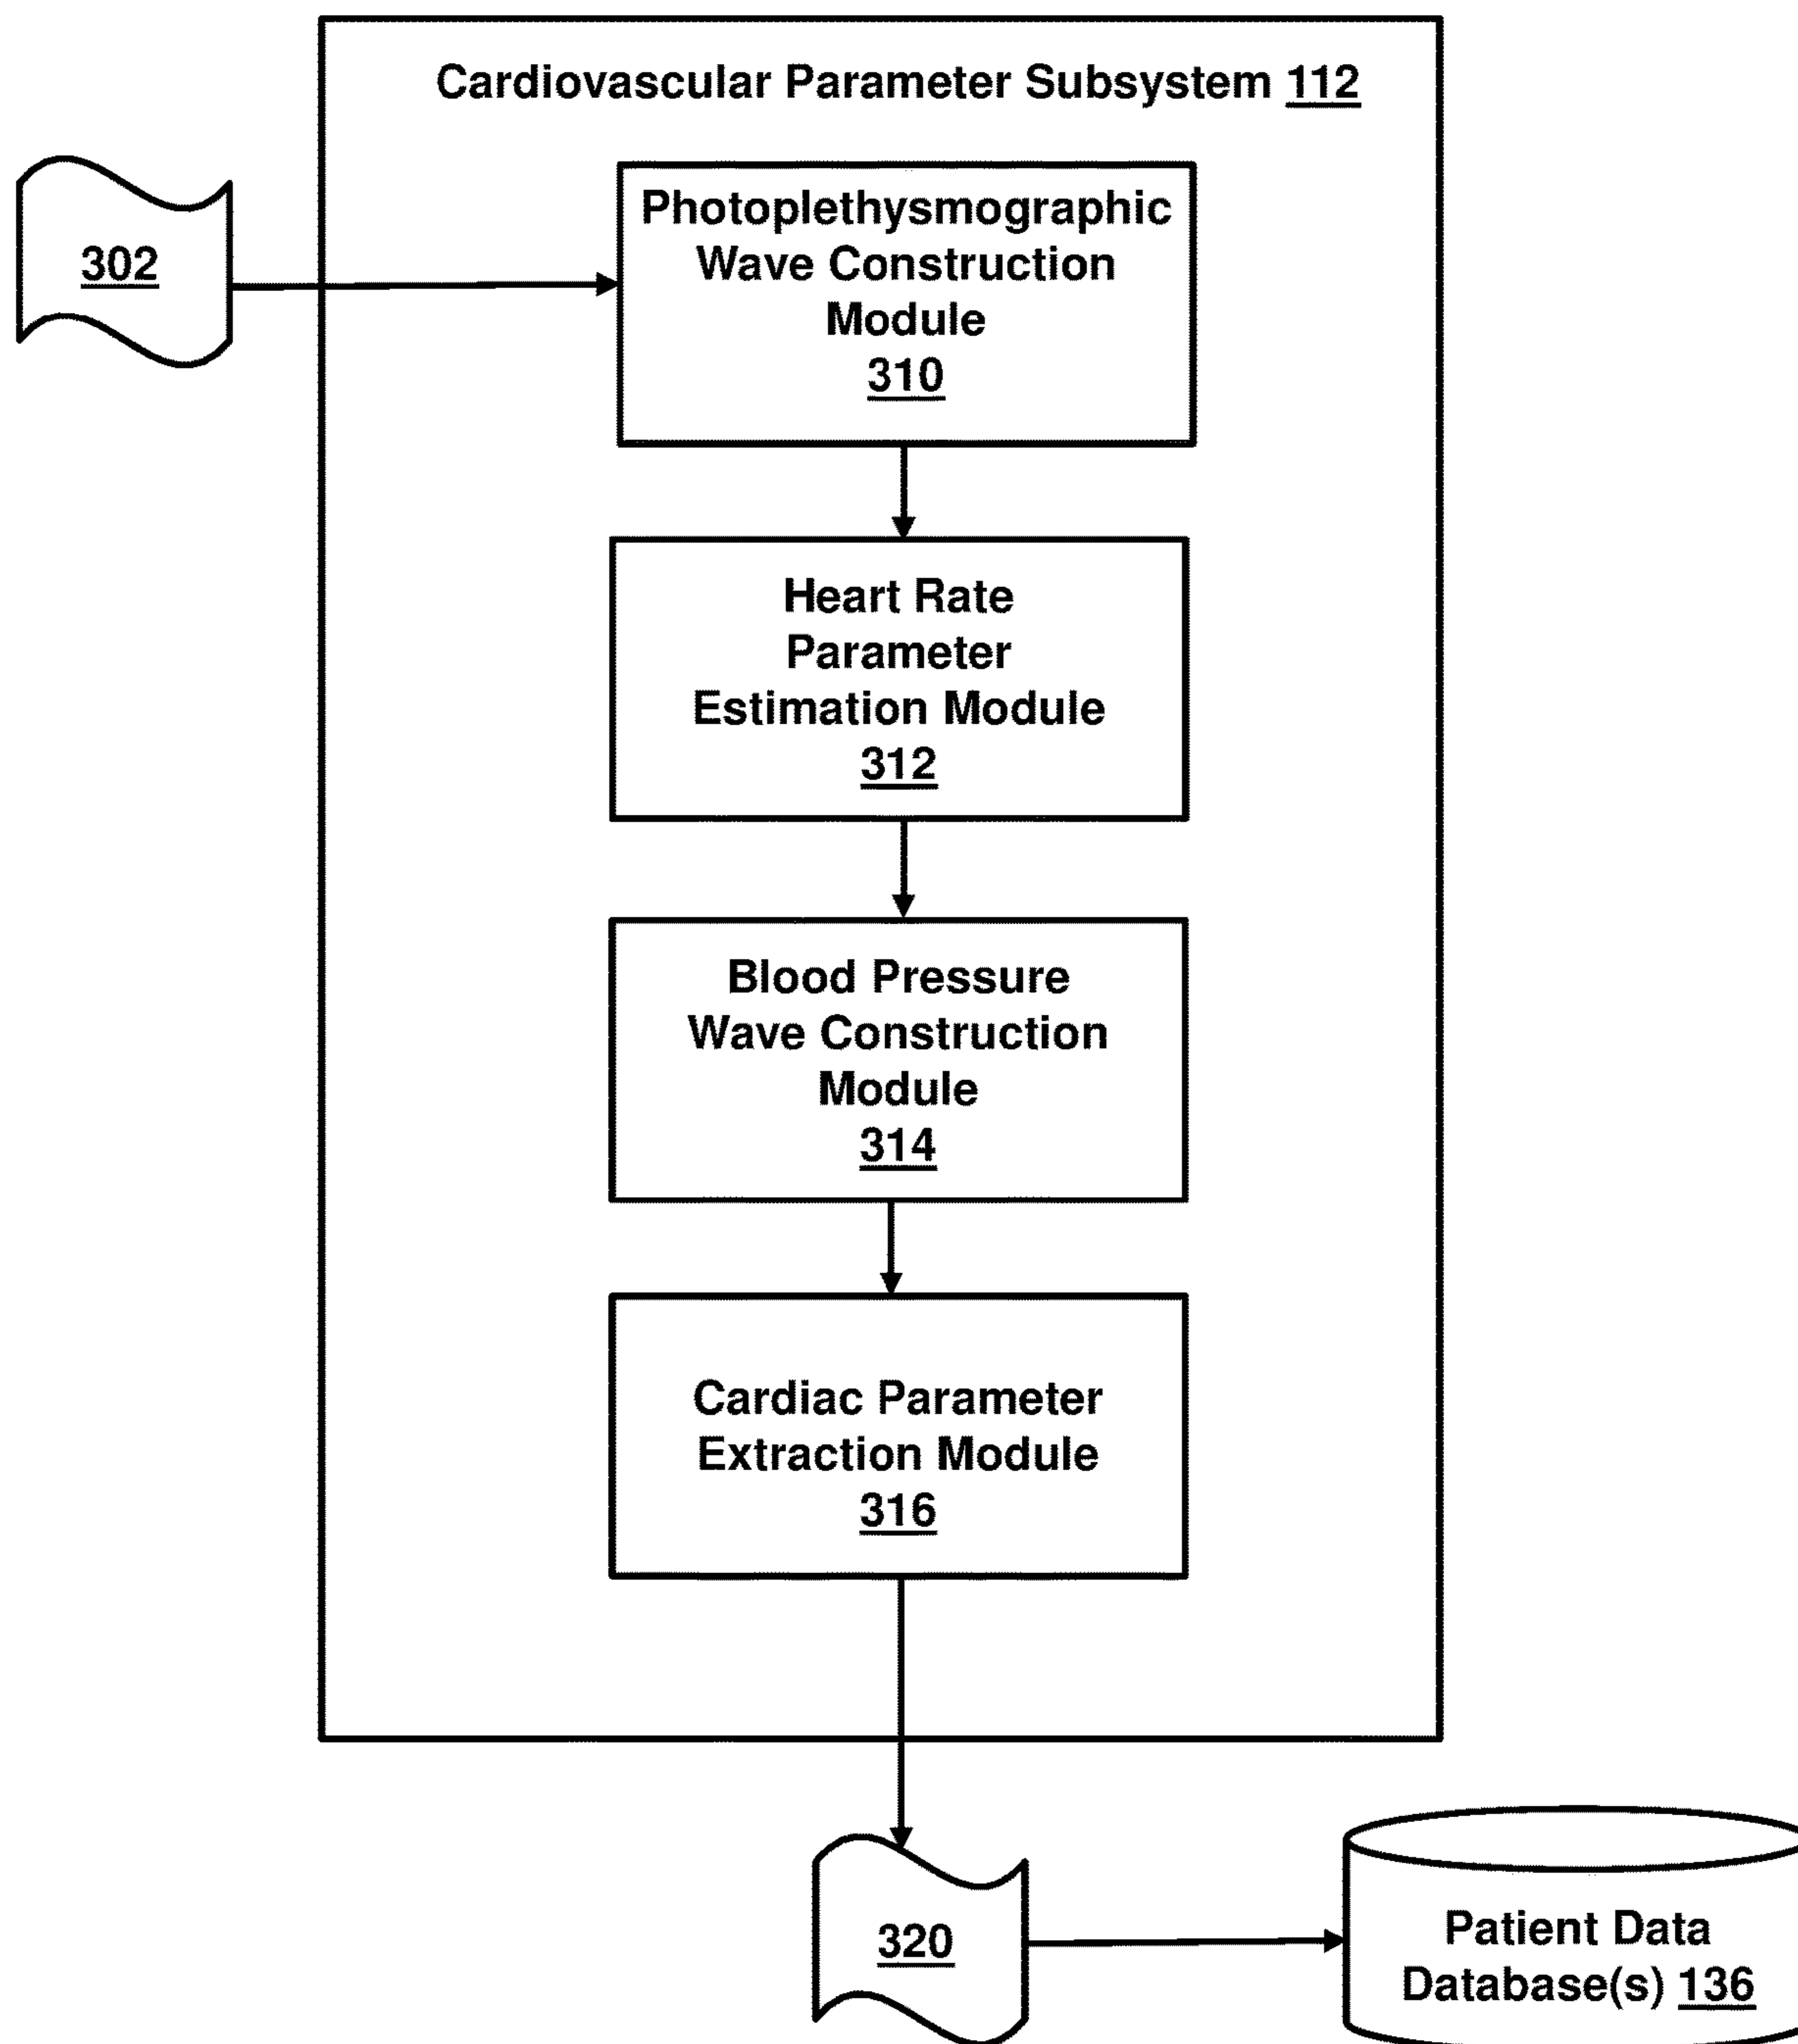 Cardiovascular Parameter Subsystem 112
302
Photoplethysmographic
Wave Construction
Module
310
Heart Rate
Parameter
Estimation Module
312
Blood Pressure
Wave Construction
Module
314
Cardiac Parameter
Extraction Module
316
320
Patient Data
Database(s) 136